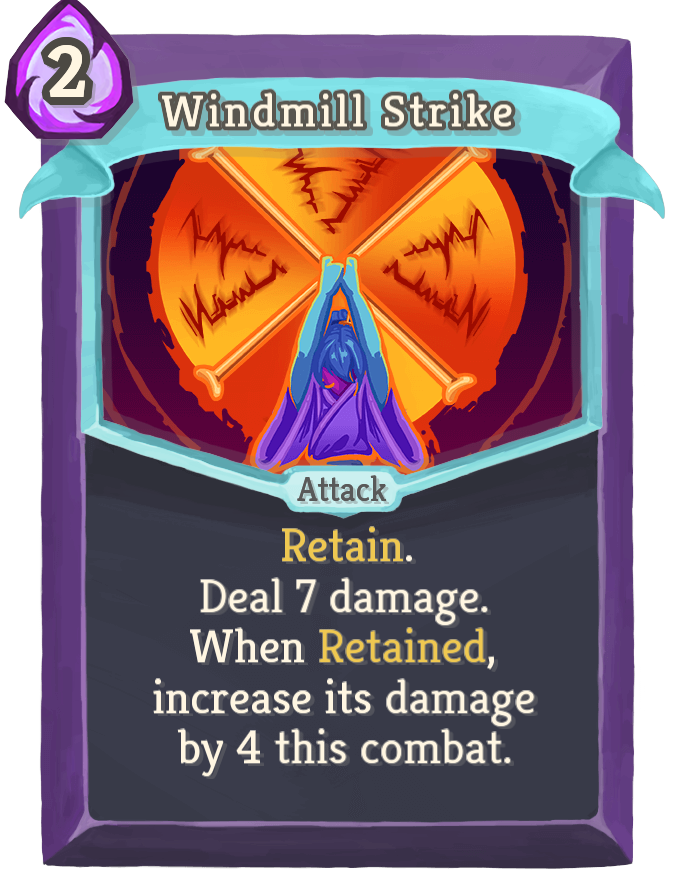 2
Windmill Strike
Attack
Retain.
Deal 7 damage.
When Retained,
increase its damage
by 4 this combat.